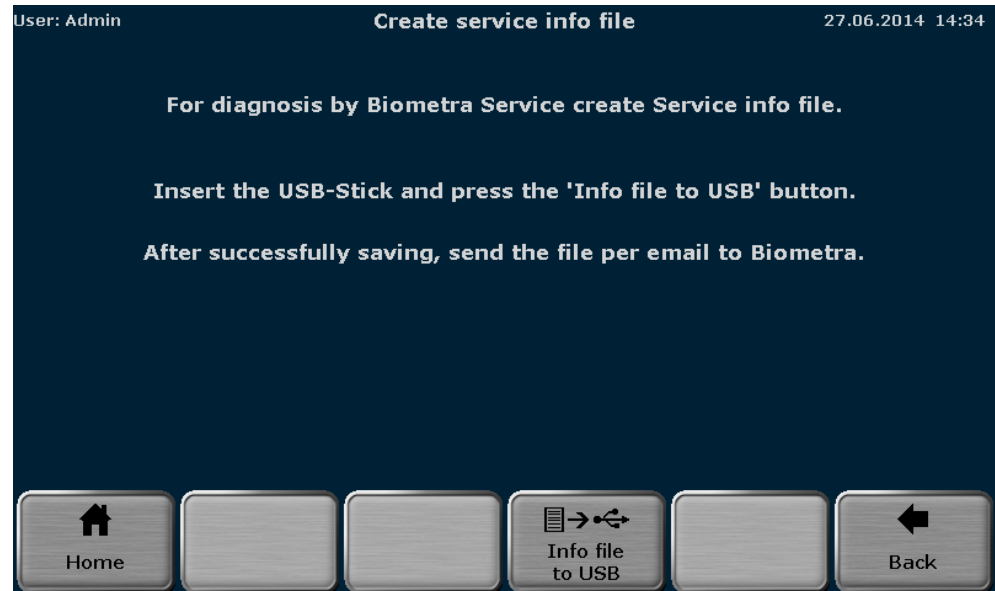 User: Admin Create service info file 27.06.2014 14:34
For diagnosis by Biometra Service create Service info file.
Insert the USB-Stick and press the 'Info file to USB' button.
After successfully saving, send the file per email to Biometra.
Home
Info file
to USB
Back